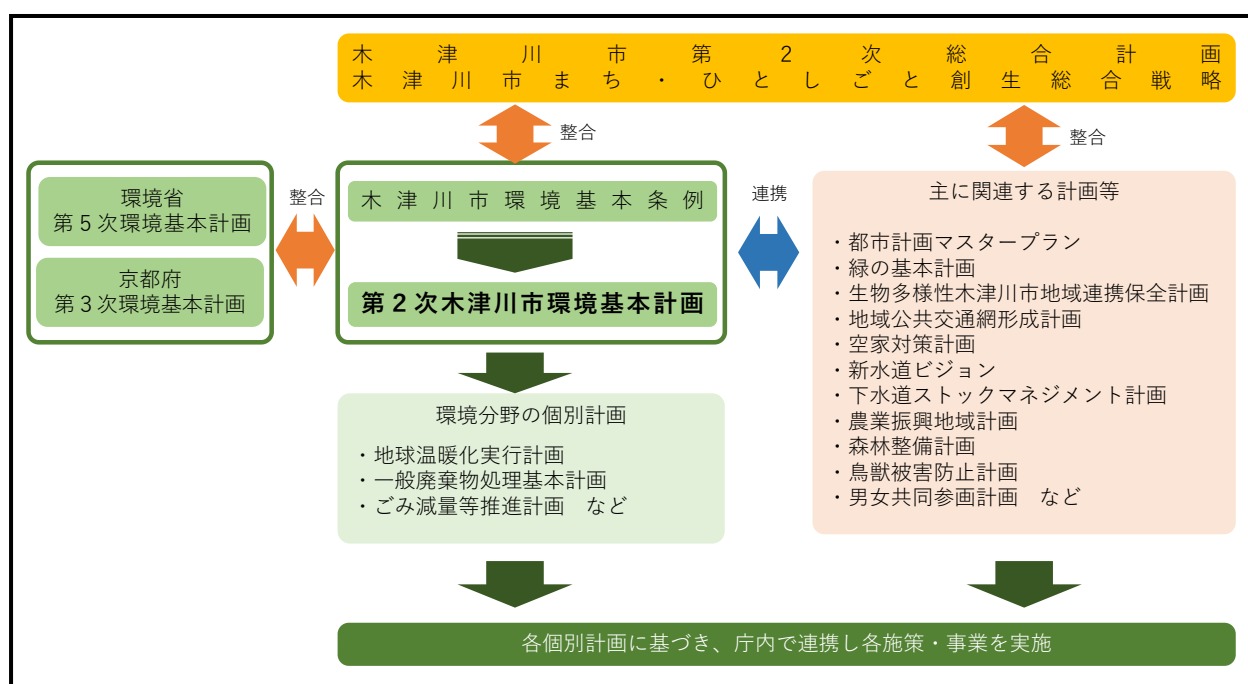 木津川市第2次総合計画
木津川市まち・ひとしごと創生総合戦略
整合
整合
環境省
第5次環境基本計画
京都府
第3次環境基本計画
整合
木津川市環境基本条例
第2次木津川市環境基本計画
連携
主に関連する計画等
・都市計画マスタープラン
・緑の基本計画
・生物多様性木津川市地域連携保全計画
・地域公共交通網形成計画
・空家対策計画
・新水道ビジョン
・下水道ストックマネジメント計画
・農業振興地域計画
・森林整備計画
・鳥獣被害防止計画
・男女共同参画計画　など
環境分野の個別計画
・地球温暖化実行計画
・一般廃棄物処理基本計画
・ごみ減量等推進計画　など
各個別計画に基づき、庁内で連携し各施策・事業を実施